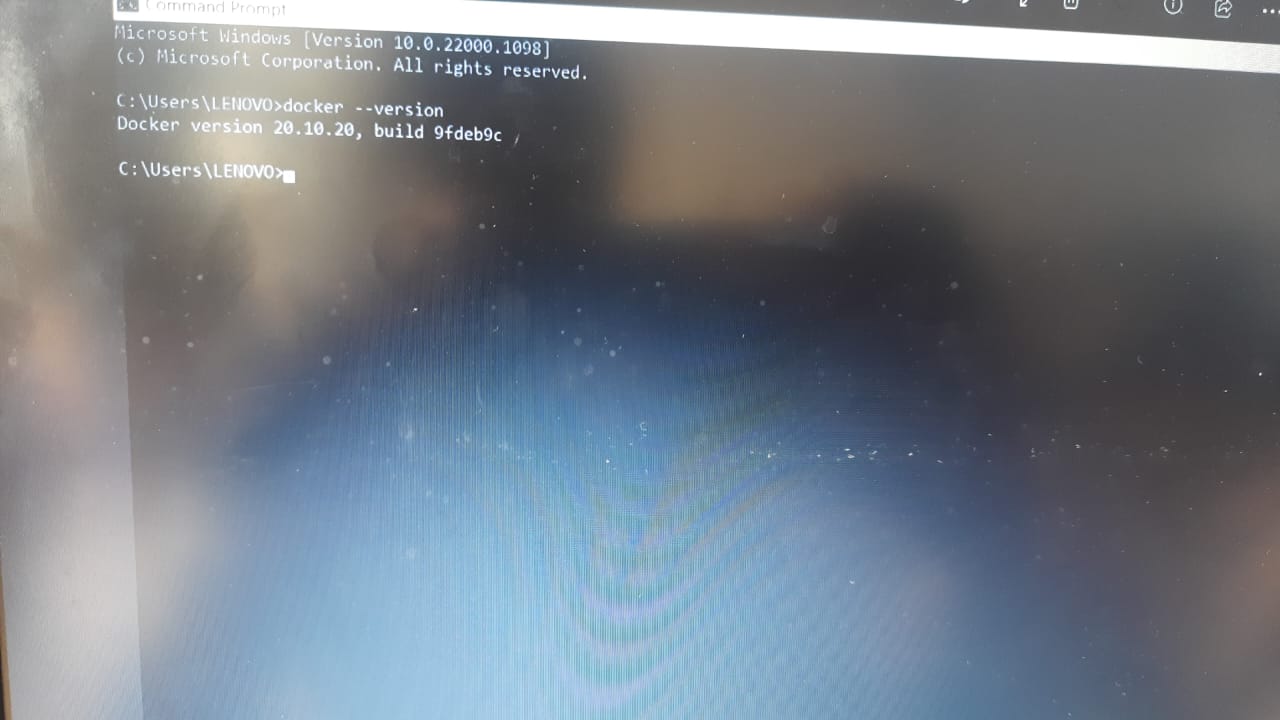 Command Prompt
Microsoft Windows [Version 10.0.22000.1098]
(c) Microsoft Corporation. All rights reserved.
C:\Users\LENOVO>docker --version
Docker version 20.10.20, build 9fdeb9c
C:\Users\LENOVO>